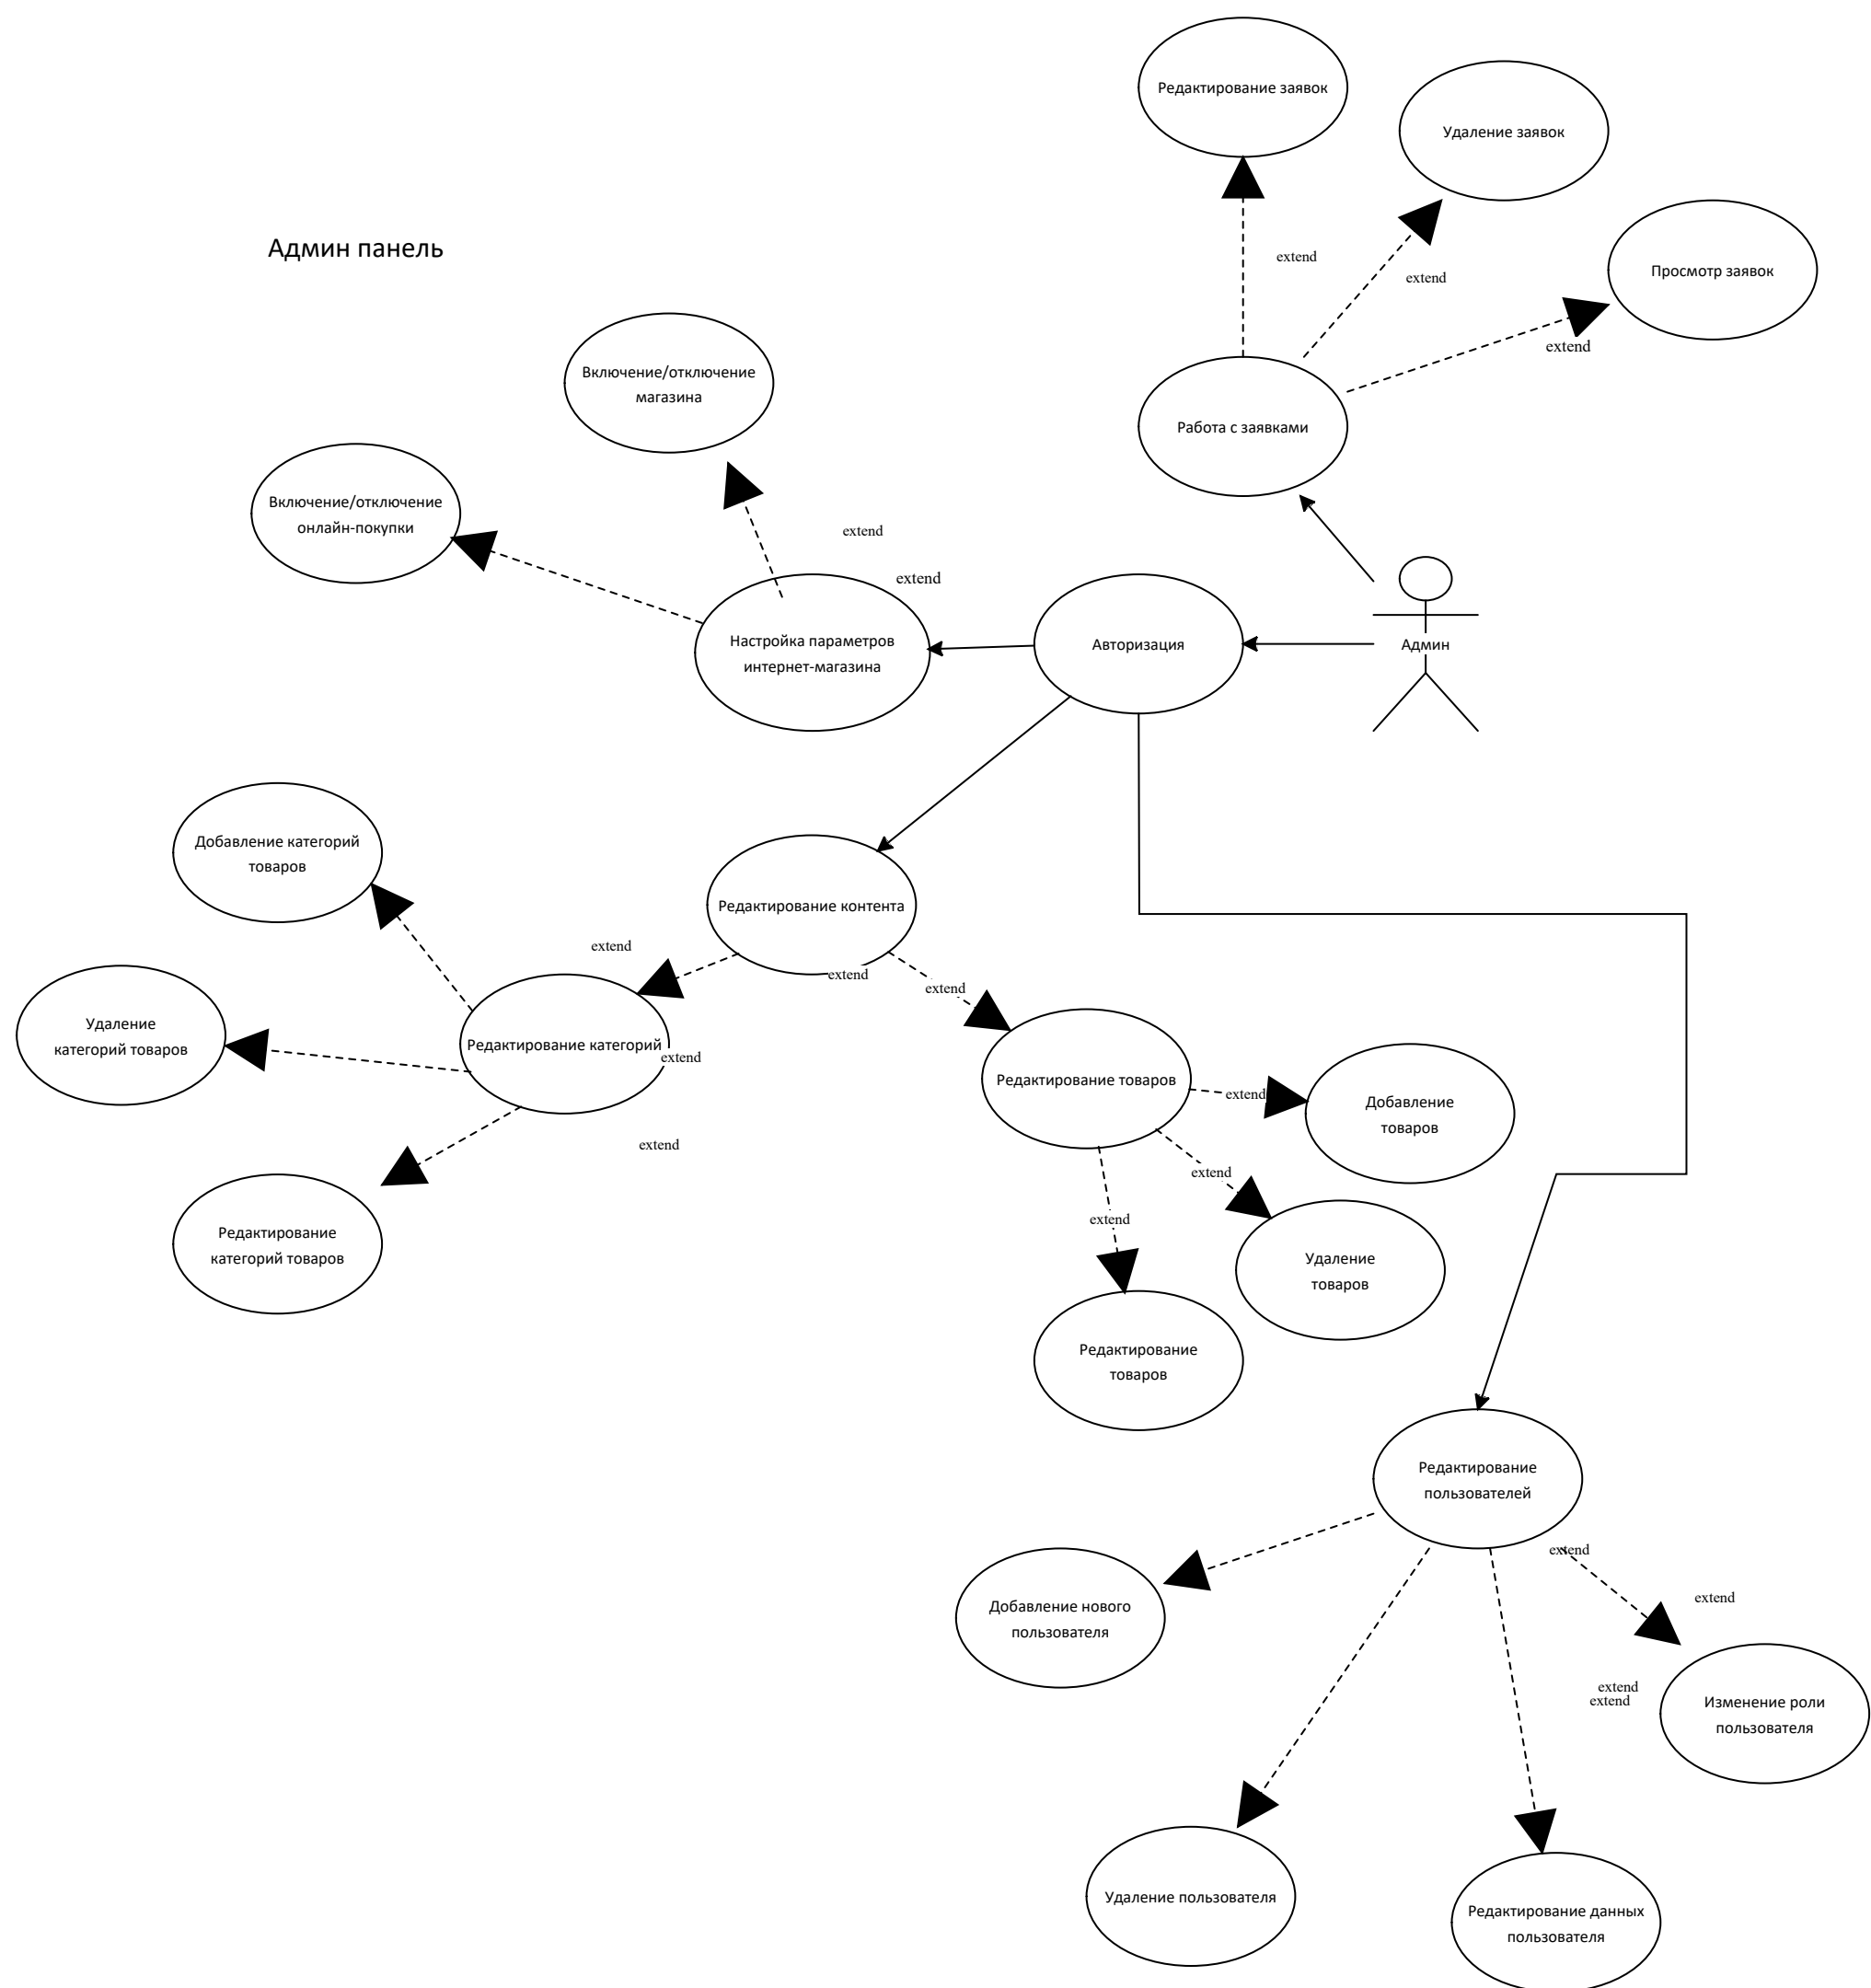 Редактирование заявок
Удаление заявок
Админ панель
extend
Просмотр заявок
extend
extend
Включение/отключение
магазина
Работа с заявками
Включение/отключение
онлайн-покупки
extend
extend
Настройка параметров
интернет-магазина
Авторизация
Админ
Добавление категорий
товаров
Редактирование контента
extend
extend
extend
Удаление
категорий товаров
Редактирование категорий
extend
Редактирование товаров
extend
Добавление
товаров
extend
extend
extend
Редактирование
категорий товаров
Удаление
товаров
Редактирование
товаров
Редактирование
пользователей
extend
extend
Добавление нового
пользователя
extend
extend
Изменение роли
пользователя
Удаление пользователя
Редактирование данных
пользователя